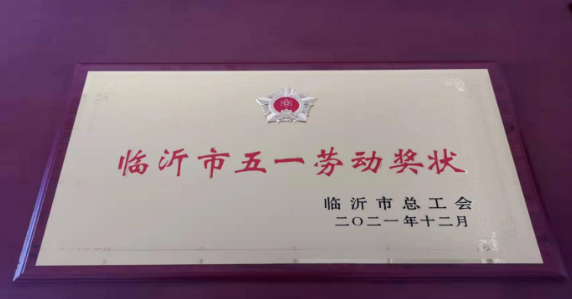 临沂市五一劳动奖状
临沂市总工会
二〇二一年十二月